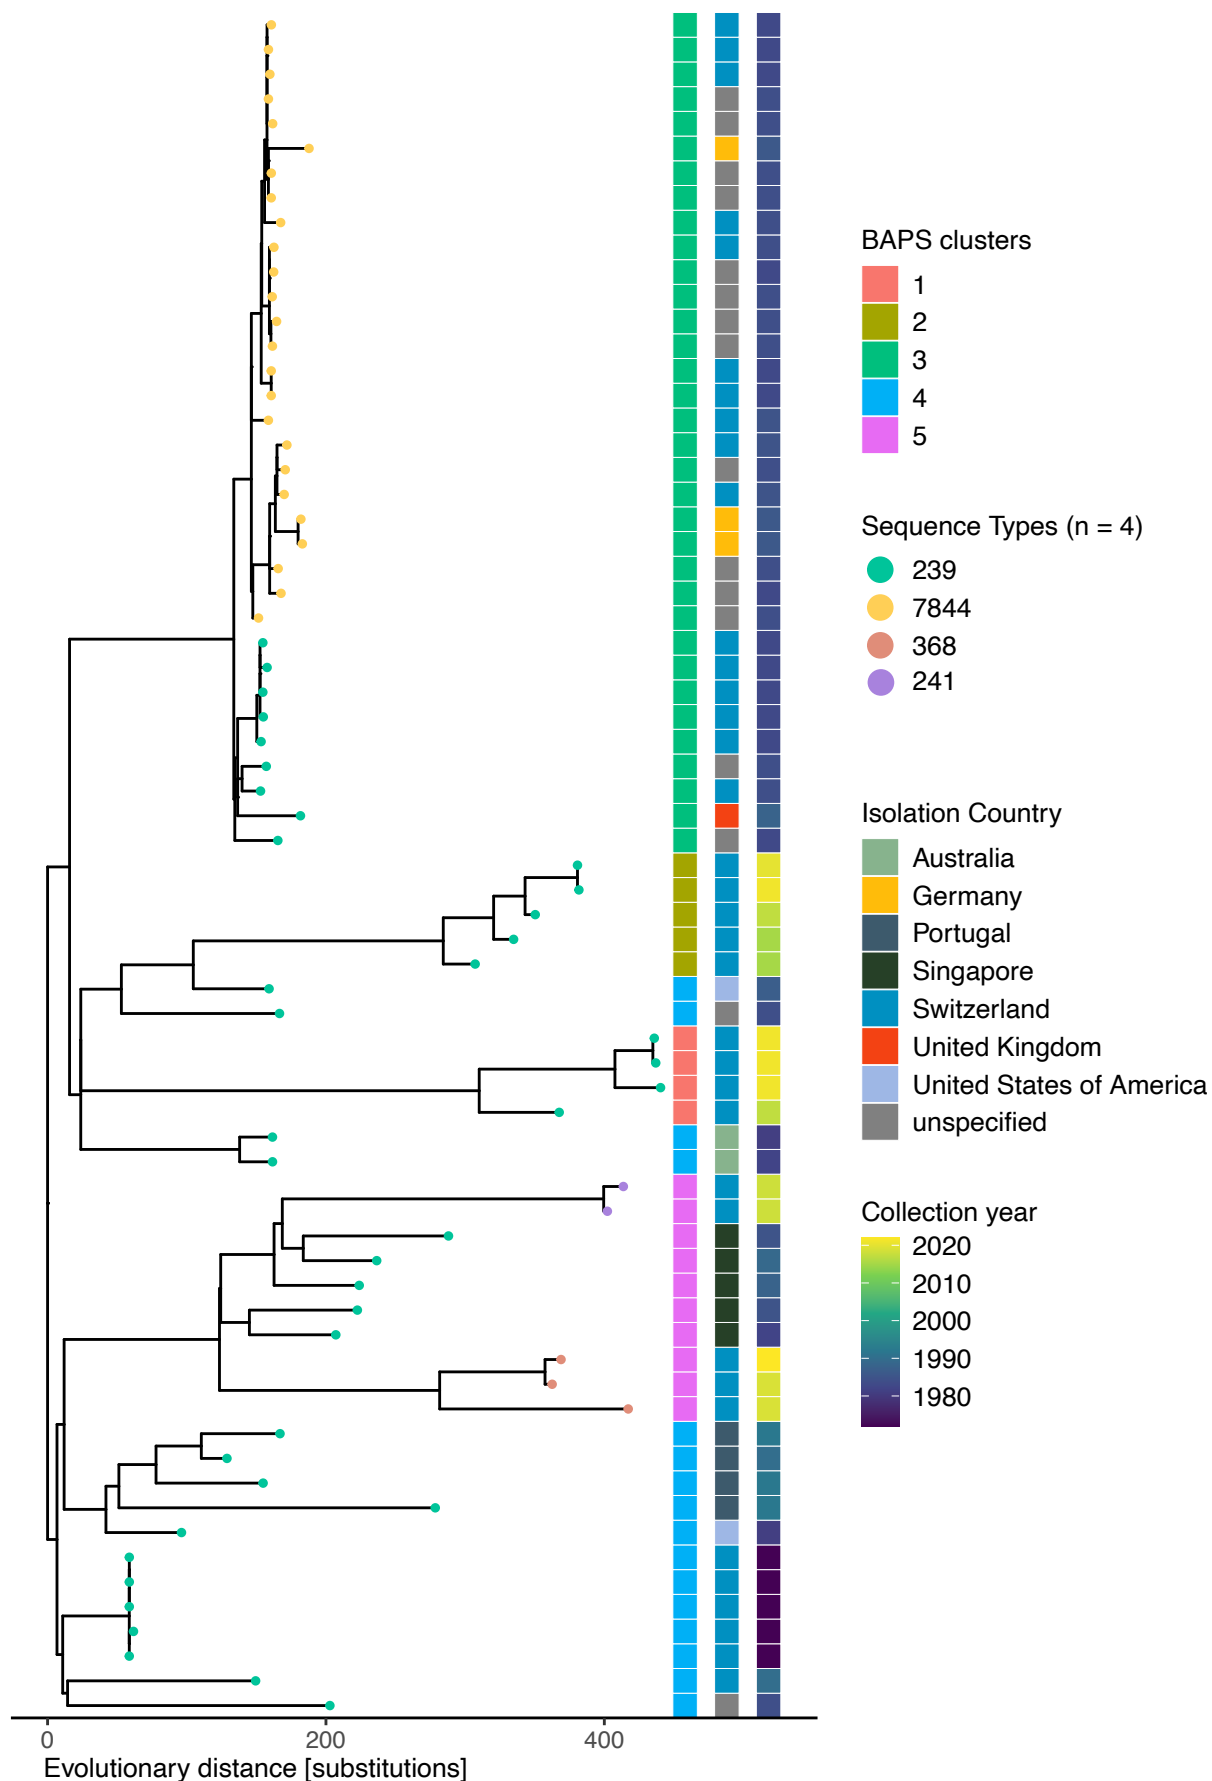 BAPS clusters
1
2
3
4
5
Sequence Types (n = 4)
239
7844
368
241
Isolation Country
Australia
Germany
Portugal
Singapore
Switzerland
United Kingdom
United States of America
unspecified
Collection year
2020
2010
2000
1990
1980
0 200 400
Evolutionary distance [substitutions]